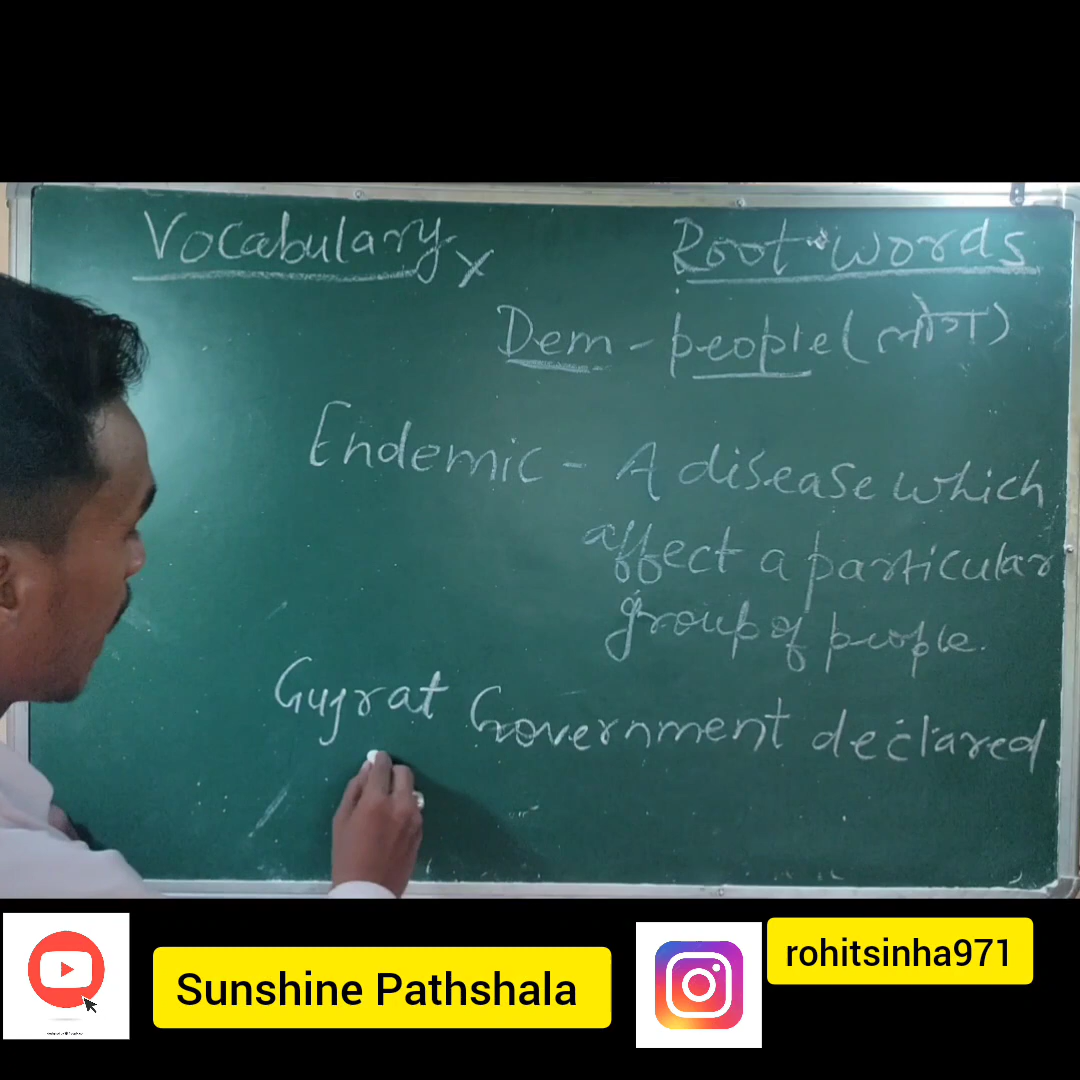 Vocabulary Root words
Dem - people (लोग)
Endemic - A disease which
affect a particular
group of people.
Gujrat Government declared
Sunshine Pathshala
rohitsinha971